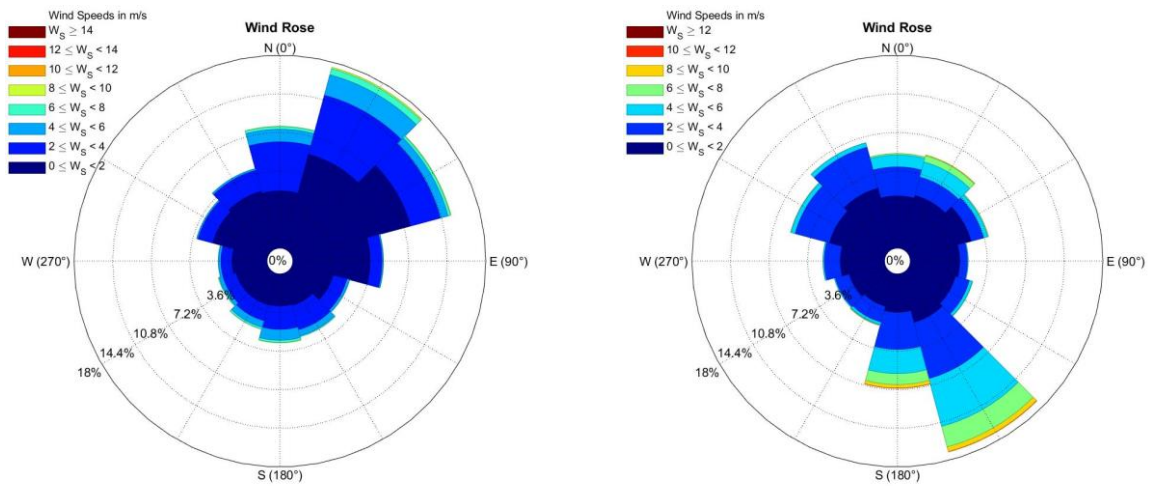 Wind Speeds in m/s
W_S ≥ 14
12 ≤ W_S < 14
10 ≤ W_S < 12
8 ≤ W_S < 10
6 ≤ W_S < 8
4 ≤ W_S < 6
2 ≤ W_S < 4
0 ≤ W_S < 2
Wind Rose
N (0°)
W (270°)
0%
E (90°)
3.6%
7.2%
10.8%
14.4%
18%
S (180°)
Wind Speeds in m/s
W_S ≥ 12
10 ≤ W_S < 12
8 ≤ W_S < 10
6 ≤ W_S < 8
4 ≤ W_S < 6
2 ≤ W_S < 4
0 ≤ W_S < 2
Wind Rose
N (0°)
W (270°)
0%
E (90°)
3.6%
7.2%
10.8%
14.4%
18%
S (180°)